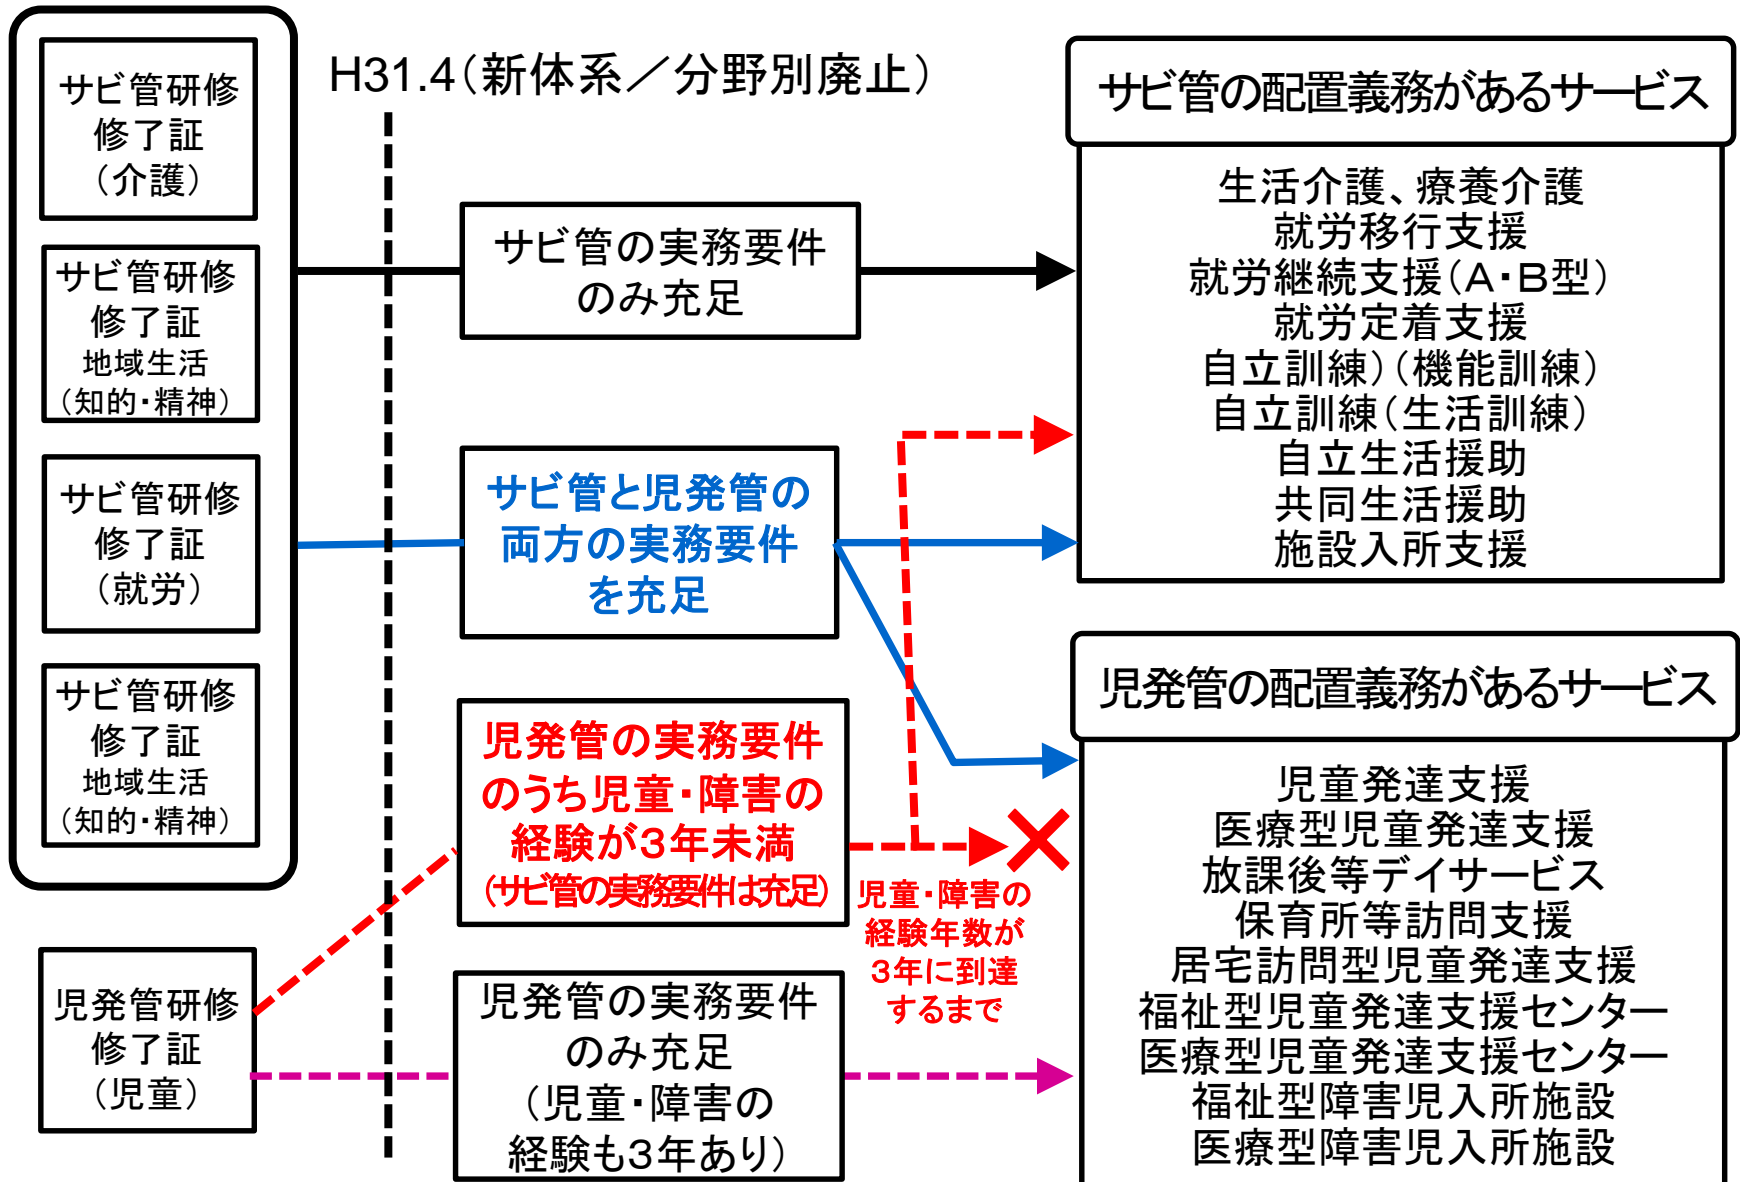 サビ管研修
修了証
（介護）
サビ管研修
修了証
地域生活
（知的・精神）
サビ管研修
修了証
（就労）
サビ管研修
修了証
地域生活
（知的・精神）
児発管研修
修了証
（児童）
H31.4（新体系／分野別廃止）
サビ管の実務要件
のみ充足
サビ管と児発管の
両方の実務要件
を充足
児発管の実務要件
のうち児童・障害の
経験が３年未満
（サビ管の実務要件は充足）
児発管の実務要件
のみ充足
（児童・障害の
経験も３年あり）
児童・障害の
経験年数が
３年に到達
するまで
サビ管の配置義務があるサービス
生活介護、療養介護
就労移行支援
就労継続支援（Ａ・Ｂ型）
就労定着支援
自立訓練）（機能訓練）
自立訓練（生活訓練）
自立生活援助
共同生活援助
施設入所支援
児発管の配置義務があるサービス
児童発達支援
医療型児童発達支援
放課後等デイサービス
保育所等訪問支援
居宅訪問型児童発達支援
福祉型児童発達支援センター
医療型児童発達支援センター
福祉型障害児入所施設
医療型障害児入所施設